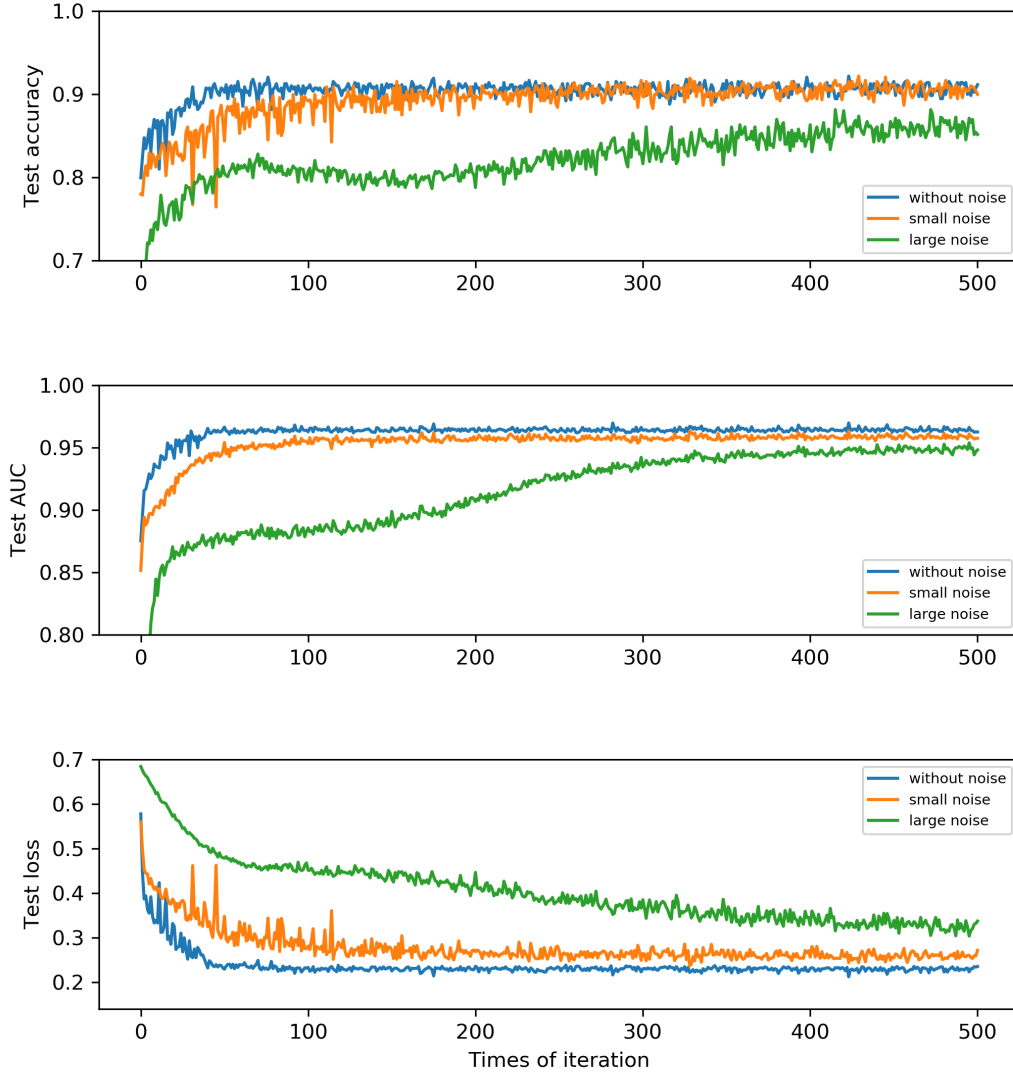 Test accuracy
1.0
0.9
0.8
0.7
without noise
small noise
large noise
0 100 200 300 400 500
Test AUC
1.00
0.95
0.90
0.85
0.80
without noise
small noise
large noise
0 100 200 300 400 500
Test loss
0.7
0.6
0.5
0.4
0.3
0.2
without noise
small noise
large noise
0 100 200 300 400 500
Times of iteration